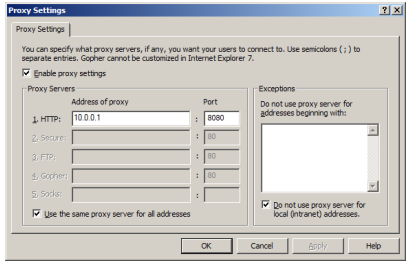 Proxy Settings
Proxy Settings
You can specify what proxy servers, if any, you want your users to connect to. Use semicolons ( ; ) to
separate entries. Gopher cannot be customized in Internet Explorer 7.
Enable proxy settings
Proxy Servers
Address of proxy Port
1. HTTP: 10.0.0.1 : 8080
2. Secure: : 80
3. FTP: : 80
4. Gopher: : 80
5. Socks: :
Use the same proxy server for all addresses
Exceptions
Do not use proxy server for
addresses beginning with:
Do not use proxy server for
local (intranet) addresses.
OK Cancel Apply Help